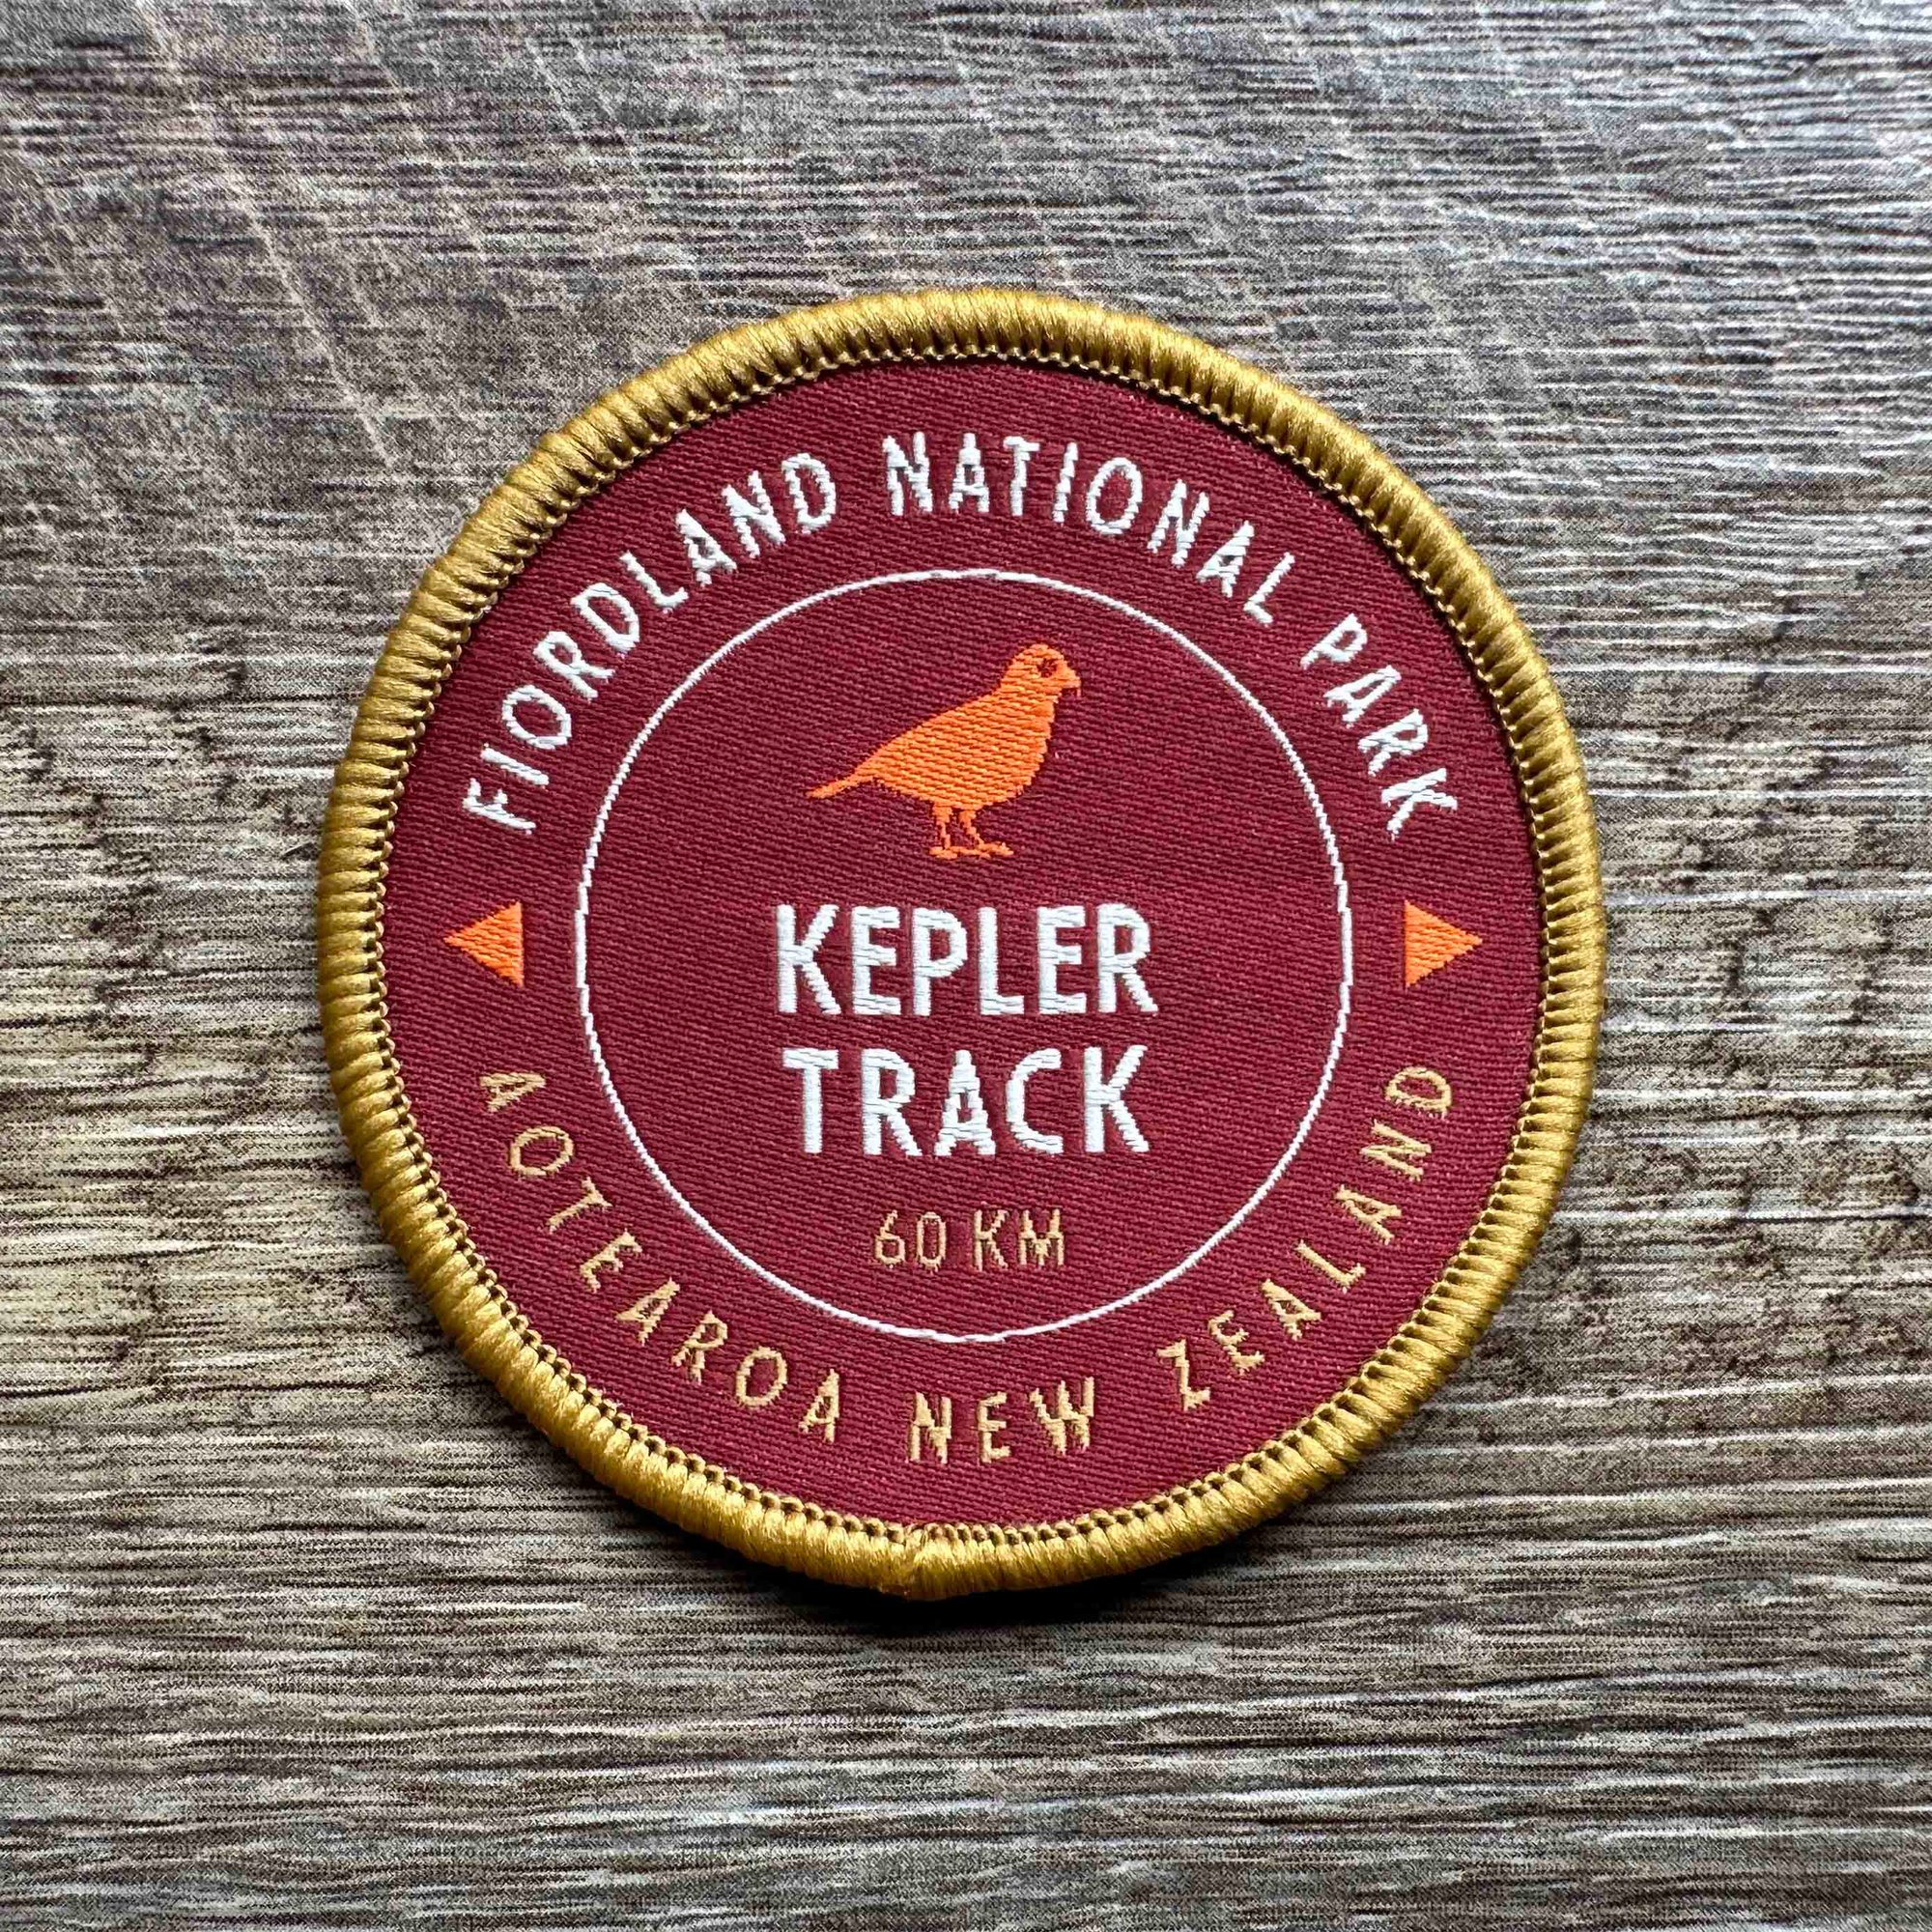 FIORDLAND NATIONAL PARK
KEPLER
TRACK
60 KM
AOTEAROA NEW ZEALAND